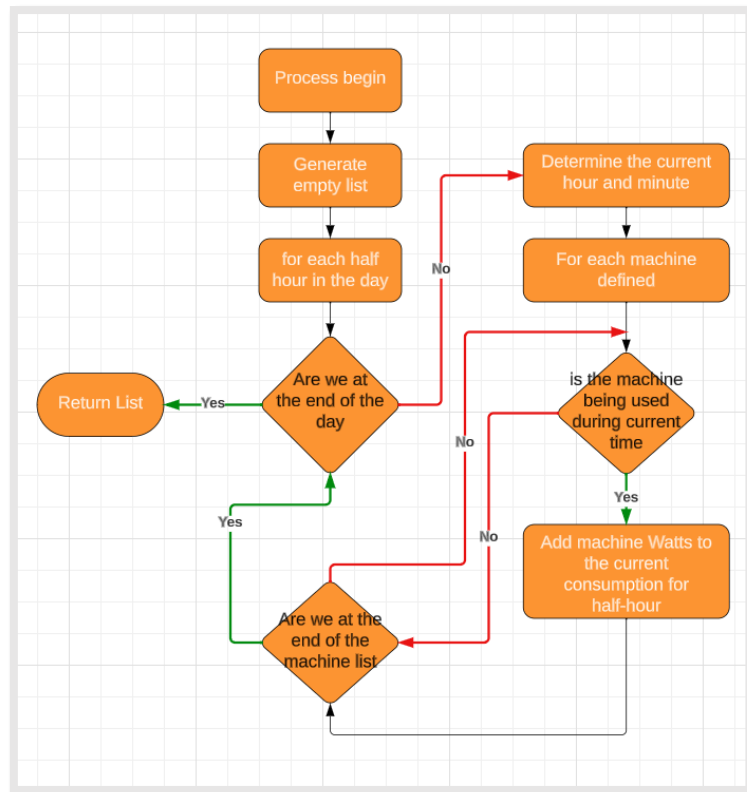 Process begin
Generate
empty list
for each half
hour in the day
Are we at
the end of the
day
Yes
Return List
No
Determine the current
hour and minute
For each machine
defined
is the machine
being used
during current
time
Yes
Add machine Watts to
the current
consumption for
half-hour
No
Are we at the
end of the
machine list
No
Yes